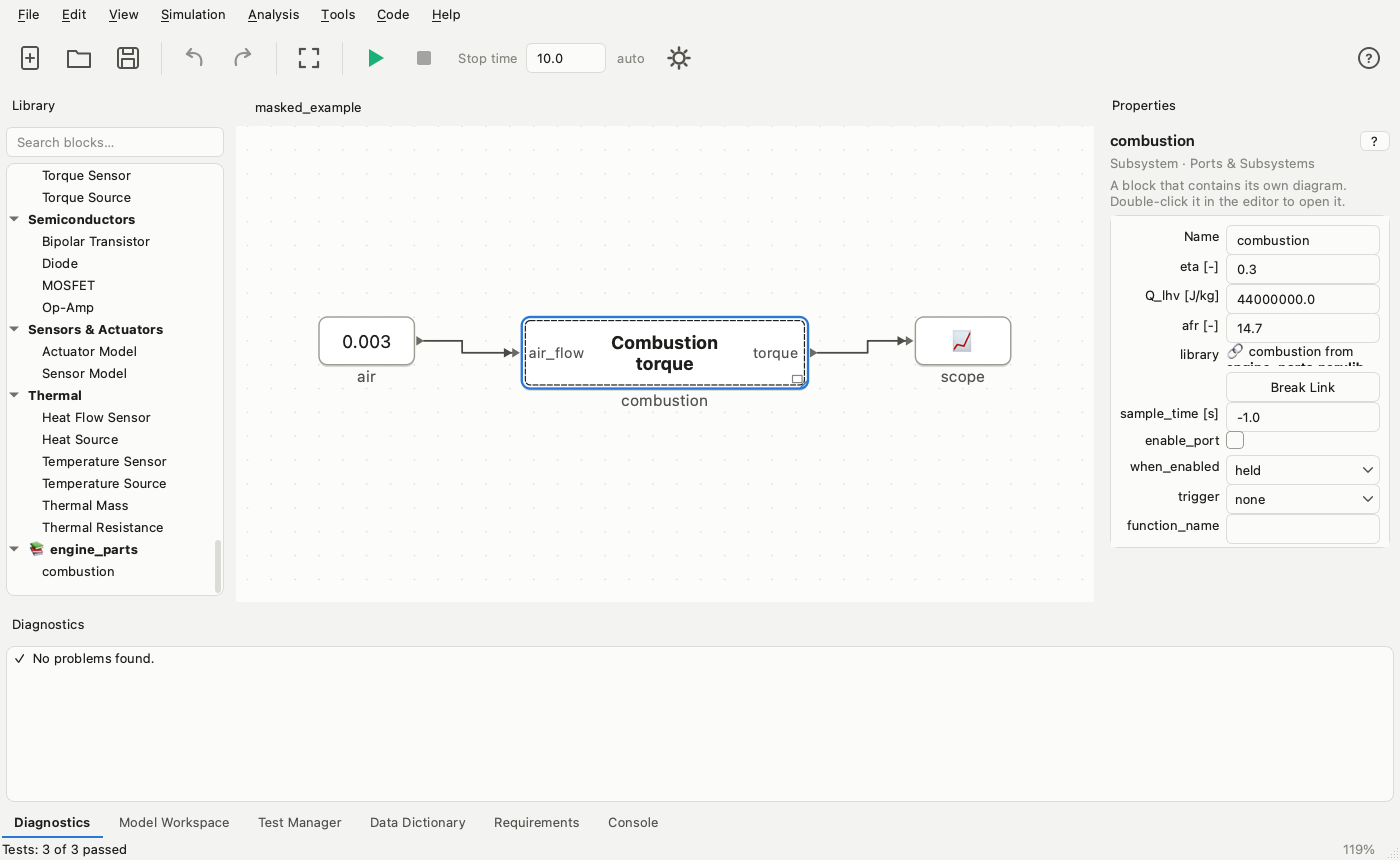 File Edit View Simulation Analysis Tools Code Help
Stop time 10.0 auto
Library
masked_example
Properties
Search blocks...
Torque Sensor
Torque Source
Semiconductors
Bipolar Transistor
Diode
MOSFET
Op-Amp
Sensors & Actuators
Actuator Model
Sensor Model
Thermal
Heat Flow Sensor
Heat Source
Temperature Sensor
Temperature Source
Thermal Mass
Thermal Resistance
engine_parts
combustion
0.003
air
air_flow
Combustion
torque
torque
combustion
scope
combustion
?
Subsystem · Ports & Subsystems
A block that contains its own diagram.
Double-click it in the editor to open it.
Name combustion
eta [-] 0.3
Q_lhv [J/kg] 44000000.0
afr [-] 14.7
library combustion from
Break Link
sample_time [s] -1.0
enable_port
when_enabled held
trigger none
function_name
Diagnostics
✓ No problems found.
Diagnostics Model Workspace Test Manager Data Dictionary Requirements Console
Tests: 3 of 3 passed
119%